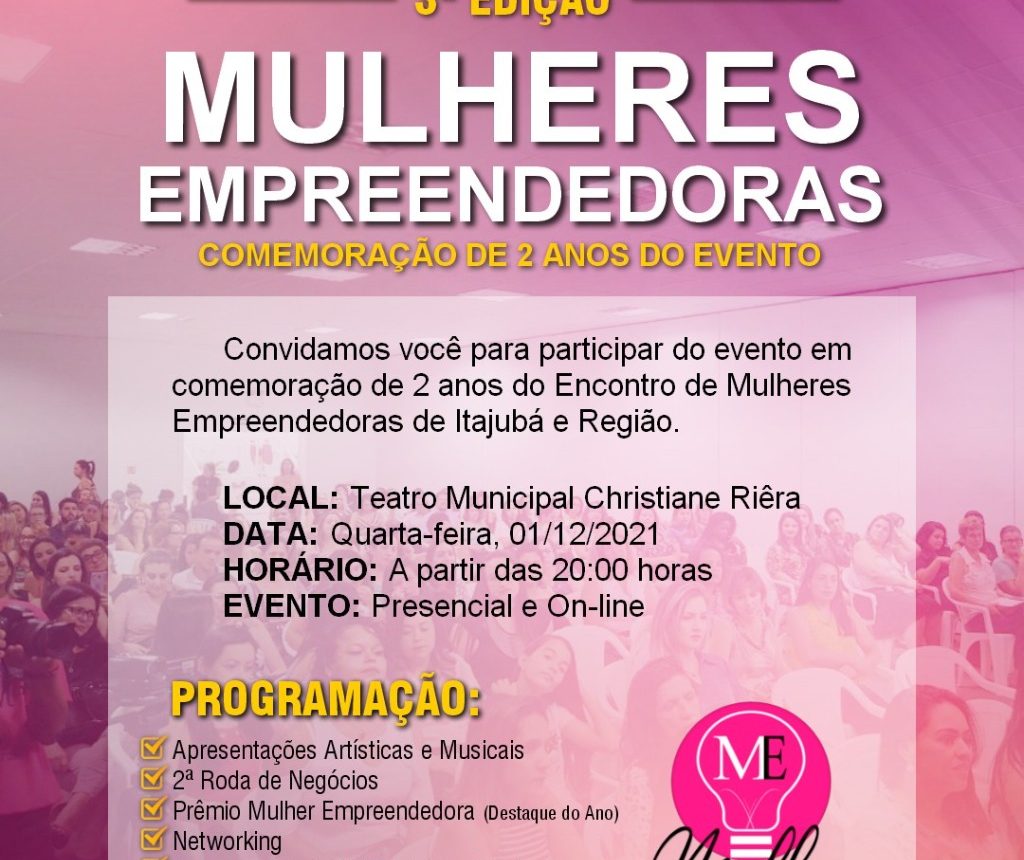 3ª EDIÇÃO
MULHERES
EMPREENDEDORAS
COMEMORAÇÃO DE 2 ANOS DO EVENTO
Convidamos você para participar do evento em
comemoração de 2 anos do Encontro de Mulheres
Empreendedoras de Itajubá e Região.
LOCAL: Teatro Municipal Christiane Riêra
DATA: Quarta-feira, 01/12/2021
HORÁRIO: A partir das 20:00 horas
EVENTO: Presencial e On-line
PROGRAMAÇÃO:
Apresentações Artísticas e Musicais
2ª Roda de Negócios
Prêmio Mulher Empreendedora (Destaque do Ano)
Networking
ME